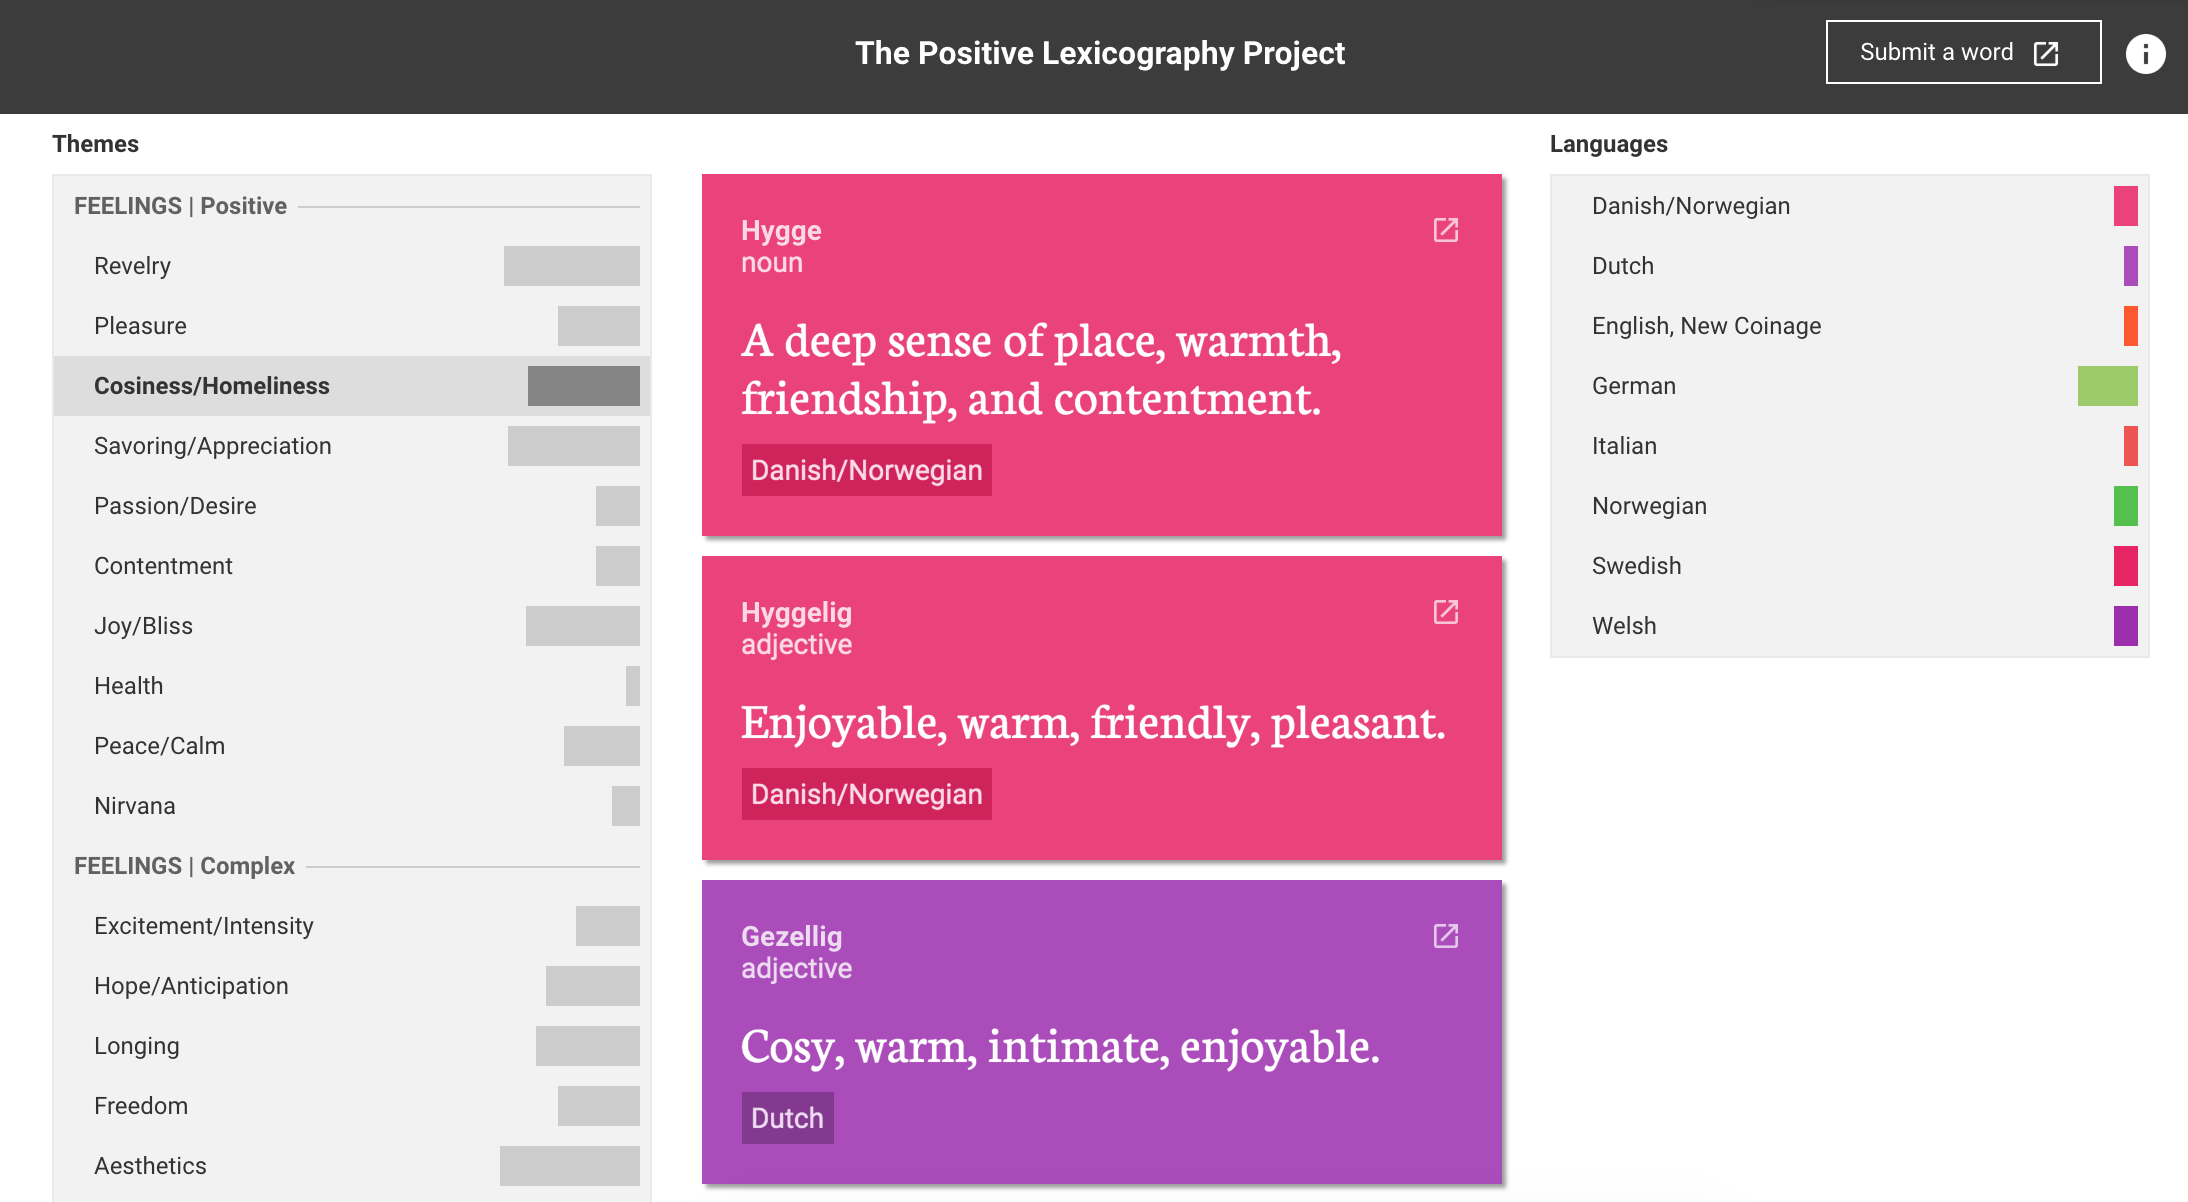 The Positive Lexicography Project
Submit a word
Themes
FEELINGS | Positive
Revelry
Pleasure
Cosiness/Homeliness
Savoring/Appreciation
Passion/Desire
Contentment
Joy/Bliss
Health
Peace/Calm
Nirvana
FEELINGS | Complex
Excitement/Intensity
Hope/Anticipation
Longing
Freedom
Aesthetics
Hygge
noun
A deep sense of place, warmth,
friendship, and contentment.
Danish/Norwegian
Hyggelig
adjective
Enjoyable, warm, friendly, pleasant.
Danish/Norwegian
Gezellig
adjective
Cosy, warm, intimate, enjoyable.
Dutch
Languages
Danish/Norwegian
Dutch
English, New Coinage
German
Italian
Norwegian
Swedish
Welsh